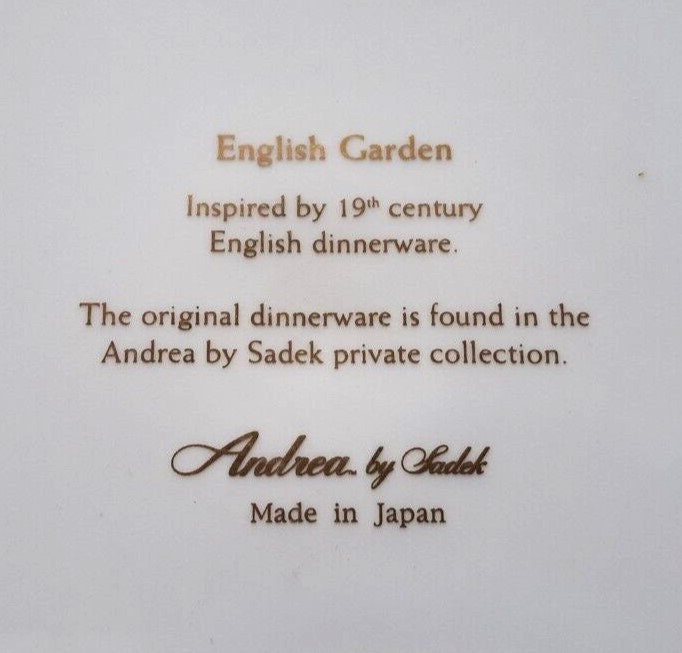 English Garden
Inspired by 19th century
English dinnerware.
The original dinnerware is found in the
Andrea by Sadek private collection.
Andrea by Sadek
Made in Japan